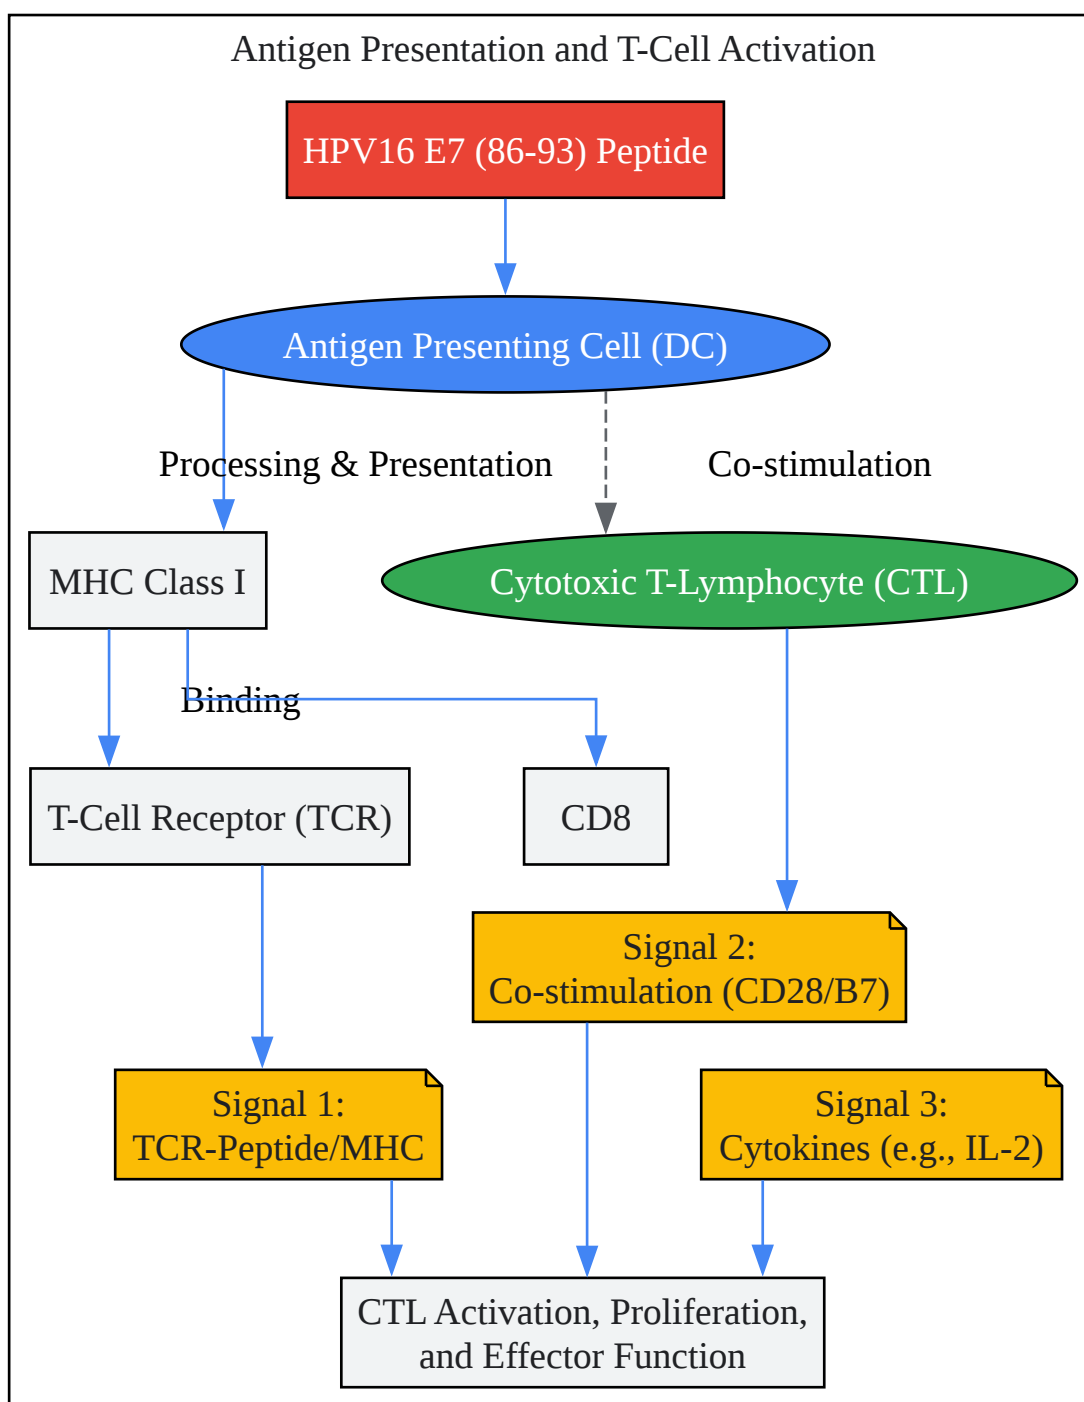 Antigen Presentation and T-Cell Activation
HPV16 E7 (86-93) Peptide
Antigen Presenting Cell (DC)
Processing & Presentation
Co-stimulation
MHC Class I
Cytotoxic T-Lymphocyte (CTL)
Binding
T-Cell Receptor (TCR)
CD8
Signal 2:
Co-stimulation (CD28/B7)
Signal 1:
TCR-Peptide/MHC
Signal 3:
Cytokines (e.g., IL-2)
CTL Activation, Proliferation,
and Effector Function